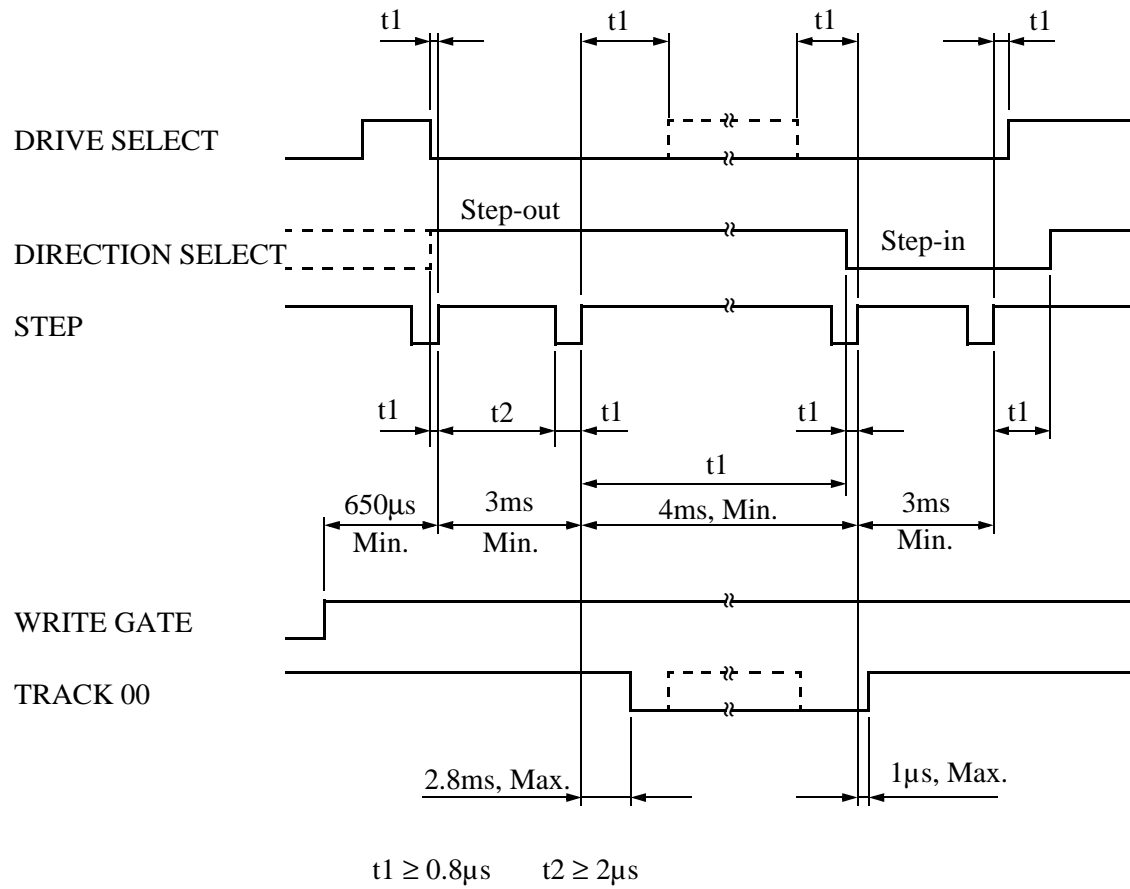 t1 t1 t1 t1
DRIVE SELECT
Step-out
DIRECTION SELECT
Step-in
STEP
t1 t2 t1 t1 t1
t1
650µs 3ms 4ms, Min. 3ms
Min. Min. Min.
WRITE GATE
TRACK 00
2.8ms, Max. 1µs, Max.
t1 ≥ 0.8µs t2 ≥ 2µs